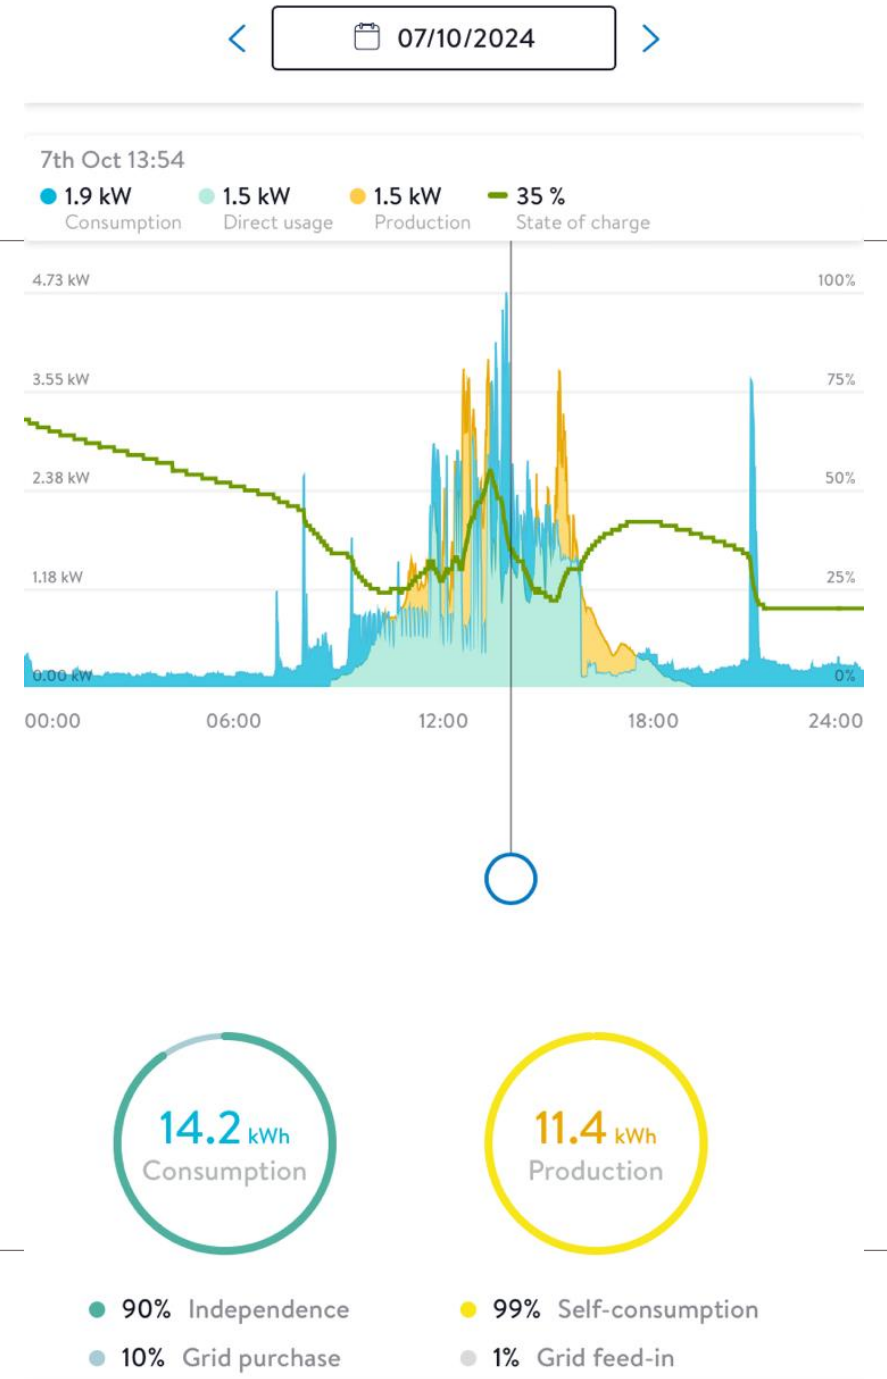 07/10/2024
7th Oct 13:54
1.9 kW 1.5 kW 1.5 kW 35 %
Consumption Direct usage Production State of charge
4.73 kW 100%
3.55 kW 75%
2.38 kW 50%
1.18 kW 25%
0.00 kW 0%
00:00 06:00 12:00 18:00 24:00
14.2 kWh 11.4 kWh
Consumption Production
90% Independence 99% Self-consumption
10% Grid purchase 1% Grid feed-in